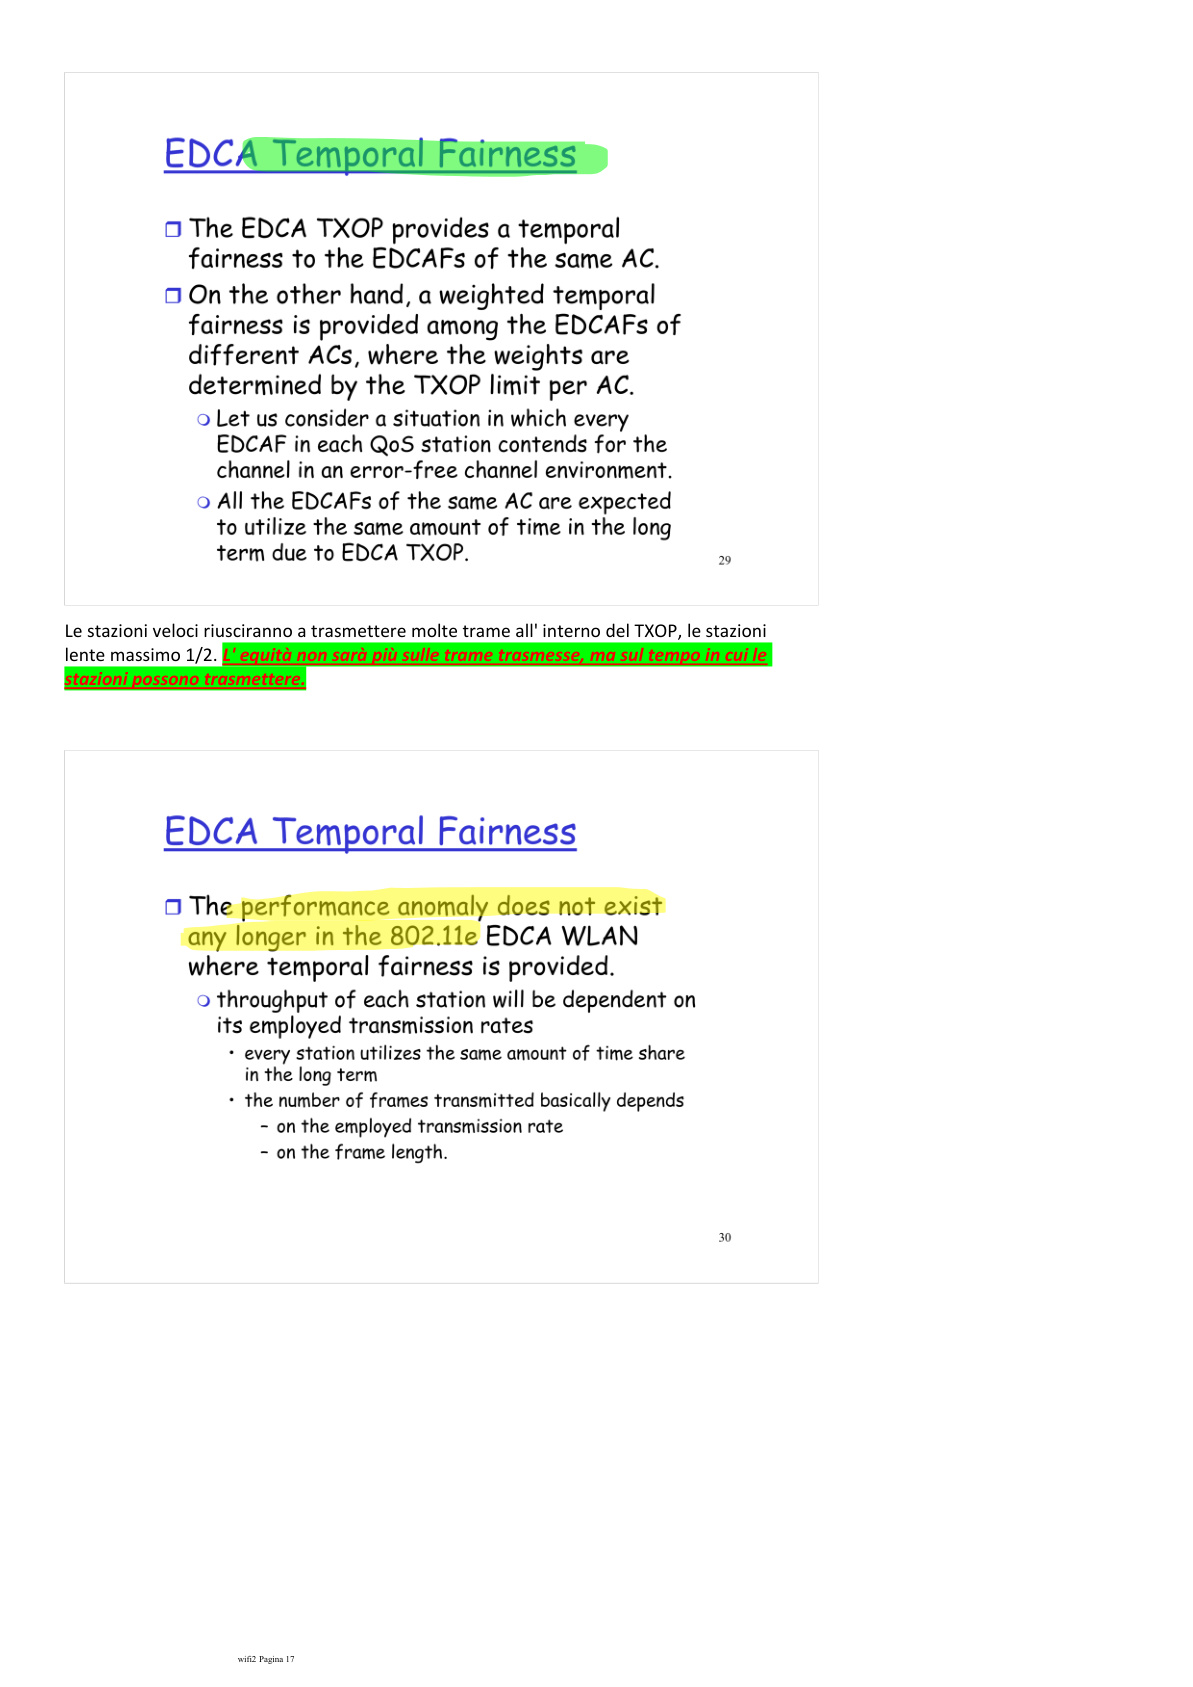 EDCA Temporal Fairness
❒ The EDCA TXOP provides a temporal
fairness to the EDCAFs of the same AC.
❒ On the other hand, a weighted temporal
fairness is provided among the EDCAFs of
different ACs, where the weights are
determined by the TXOP limit per AC.
❍ Let us consider a situation in which every
EDCAF in each QoS station contends for the
channel in an error-free channel environment.
❍ All the EDCAFs of the same AC are expected
to utilize the same amount of time in the long
term due to EDCA TXOP.
29
Le stazioni veloci riusciranno a trasmettere molte trame all' interno del TXOP, le stazioni
lente massimo 1/2. L' equità non sarà più sulle trame trasmesse, ma sul tempo in cui le
stazioni possono trasmettere.
EDCA Temporal Fairness
❒ The performance anomaly does not exist
any longer in the 802.11e EDCA WLAN
where temporal fairness is provided.
❍ throughput of each station will be dependent on
its employed transmission rates
• every station utilizes the same amount of time share
in the long term
• the number of frames transmitted basically depends
– on the employed transmission rate
– on the frame length.
30
wifi2 Pagina 17